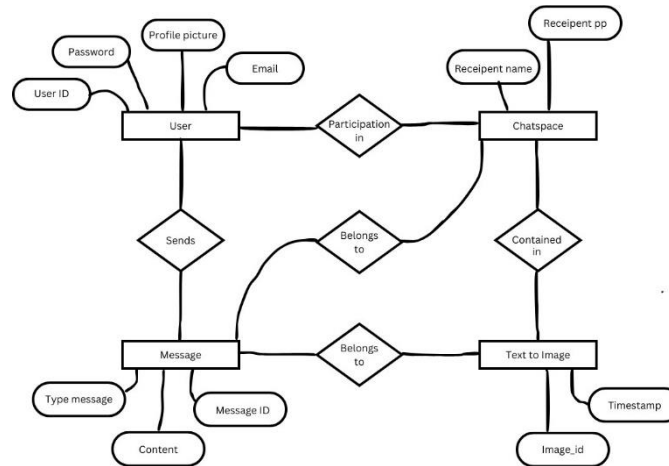 Receipent pp
Profile picture
Password
Email
Receipent name
User ID
User
Participation
in
Chatspace
Sends
Belongs
to
Contained
in
Message
Belongs
to
Text to Image
Type message
Message ID
Timestamp
Content
Image_id